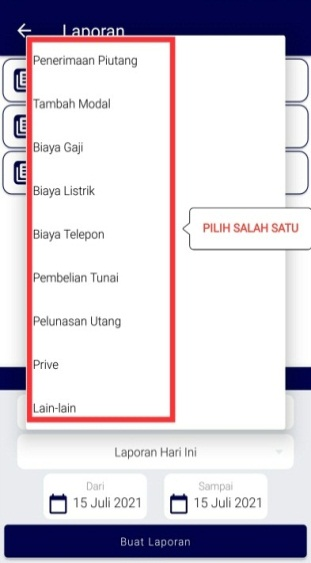 Laporan
Penerimaan Piutang
Tambah Modal
Biaya Gaji
Biaya Listrik
Biaya Telepon
PILIH SALAH SATU
Pembelian Tunai
Pelunasan Utang
Prive
Lain-lain
Laporan Hari Ini
Dari
Sampai
15 Juli 2021
15 Juli 2021
Buat Laporan